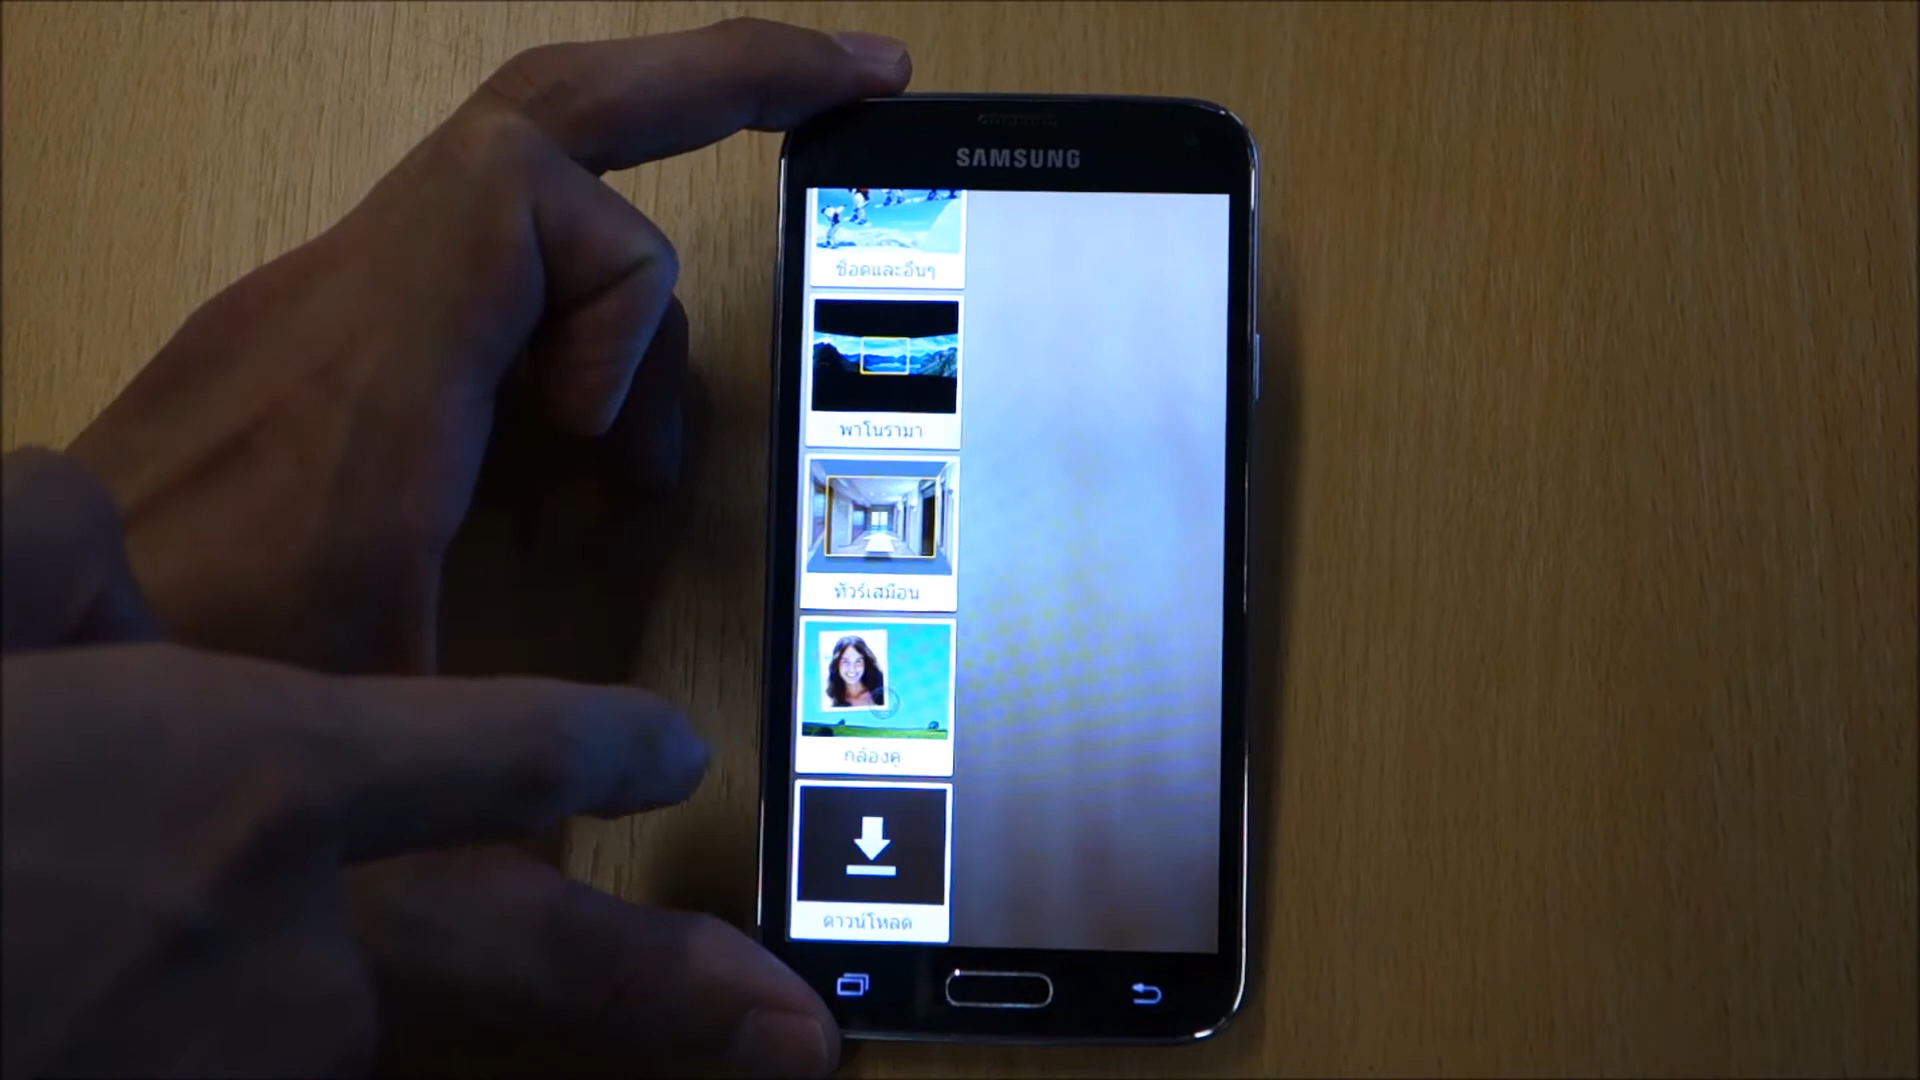 SAMSUNG
ช็อตและอื่นๆ
พาโนรามา
ทัวร์เสมือน
กล้องคู่
ดาวน์โหลด